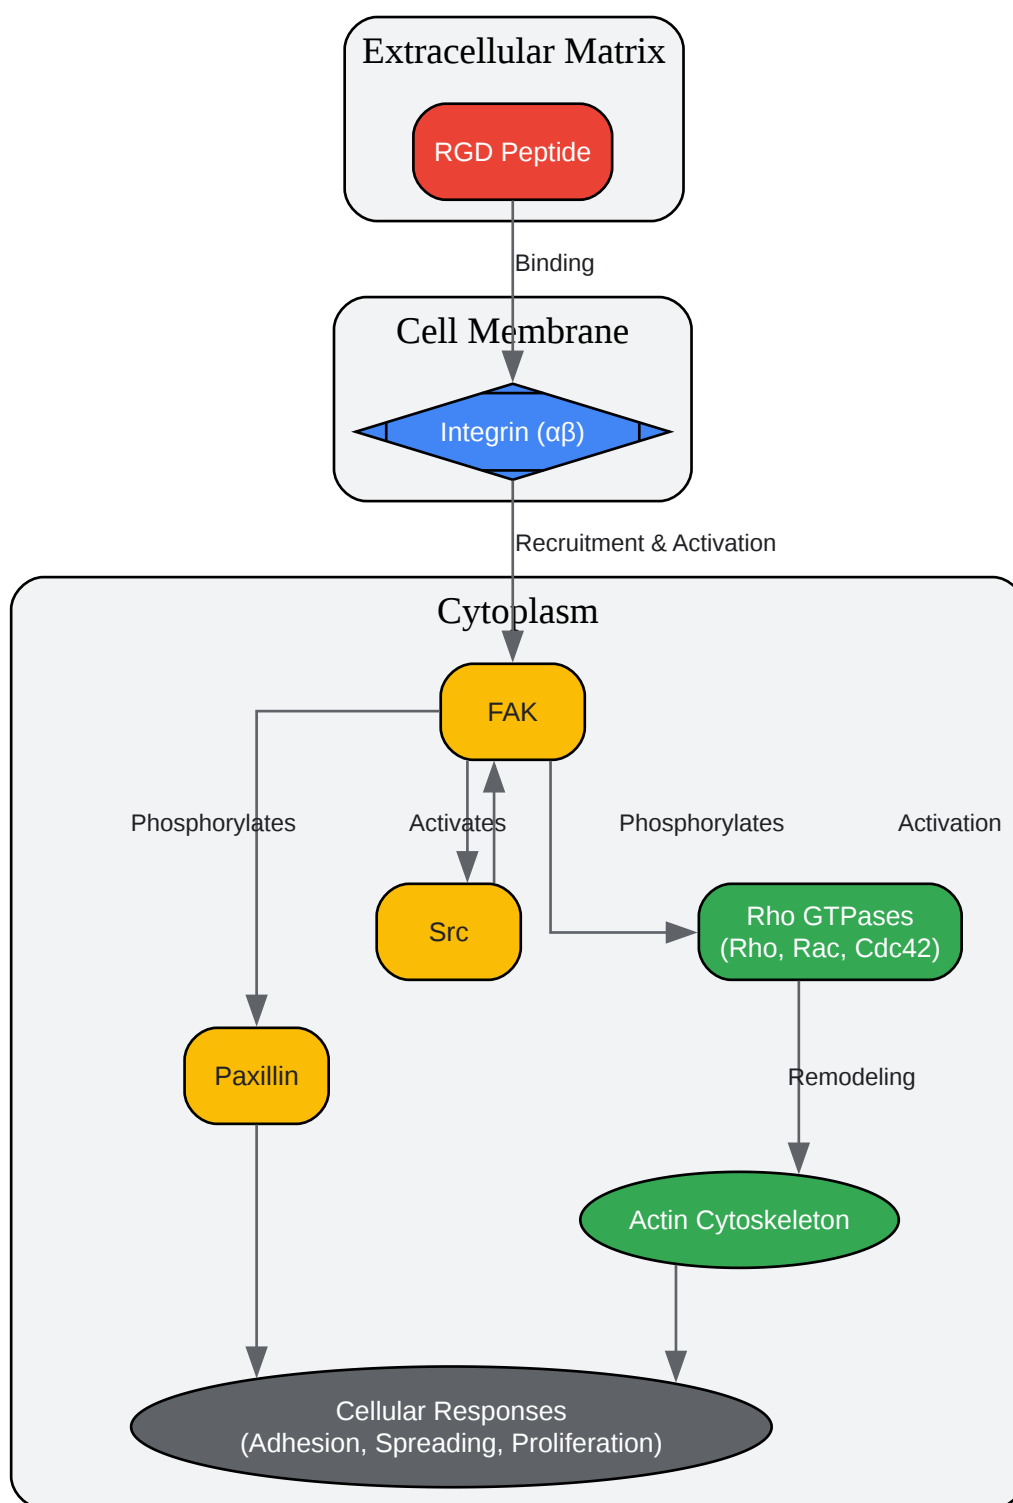 Extracellular Matrix
RGD Peptide
Binding
Cell Membrane
Integrin (αβ)
Recruitment & Activation
Cytoplasm
FAK
Phosphorylates
Activates
Phosphorylates
Activation
Src
Rho GTPases
(Rho, Rac, Cdc42)
Paxillin
Remodeling
Actin Cytoskeleton
Cellular Responses
(Adhesion, Spreading, Proliferation)